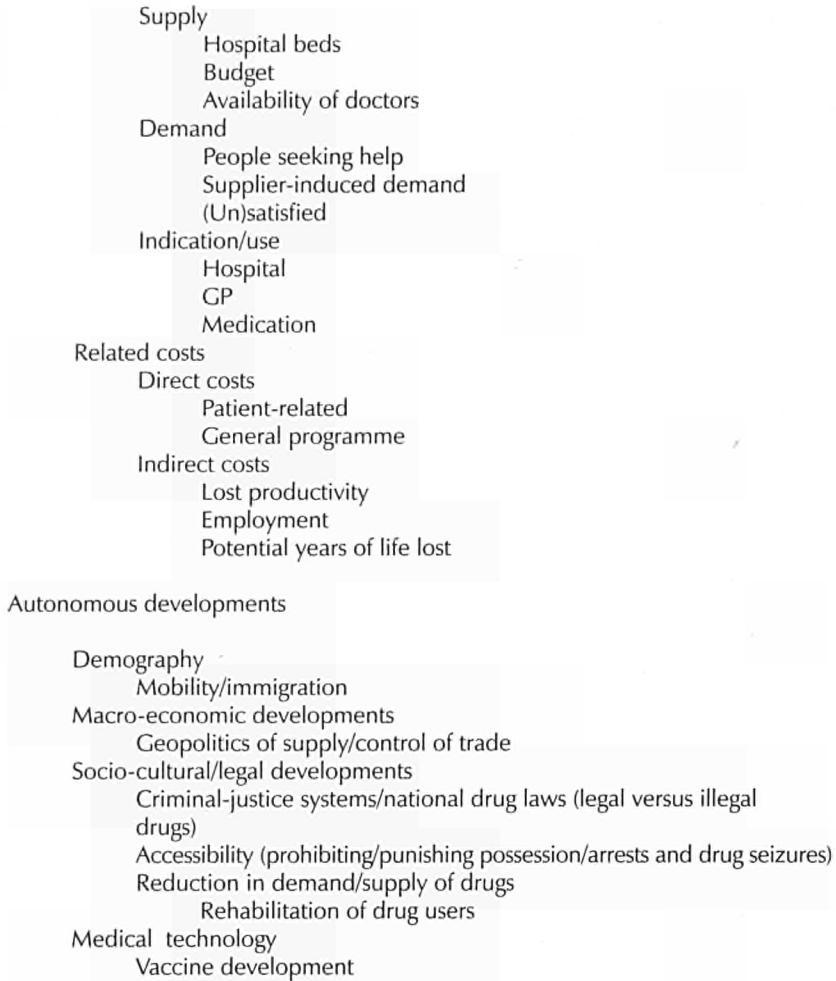 Supply
Hospital beds
Budget
Availability of doctors
Demand
People seeking help
Supplier-induced demand
(Un)satisfied
Indication/use
Hospital
GP
Medication
Related costs
Direct costs
Patient-related
General programme
Indirect costs
Lost productivity
Employment
Potential years of life lost
Autonomous developments
Demography
Mobility/immigration
Macro-economic developments
Geopolitics of supply/control of trade
Socio-cultural/legal developments
Criminal-justice systems/national drug laws (legal versus illegal
drugs)
Accessibility (prohibiting/punishing possession/arrests and drug seizures)
Reduction in demand/supply of drugs
Rehabilitation of drug users
Medical technology
Vaccine development